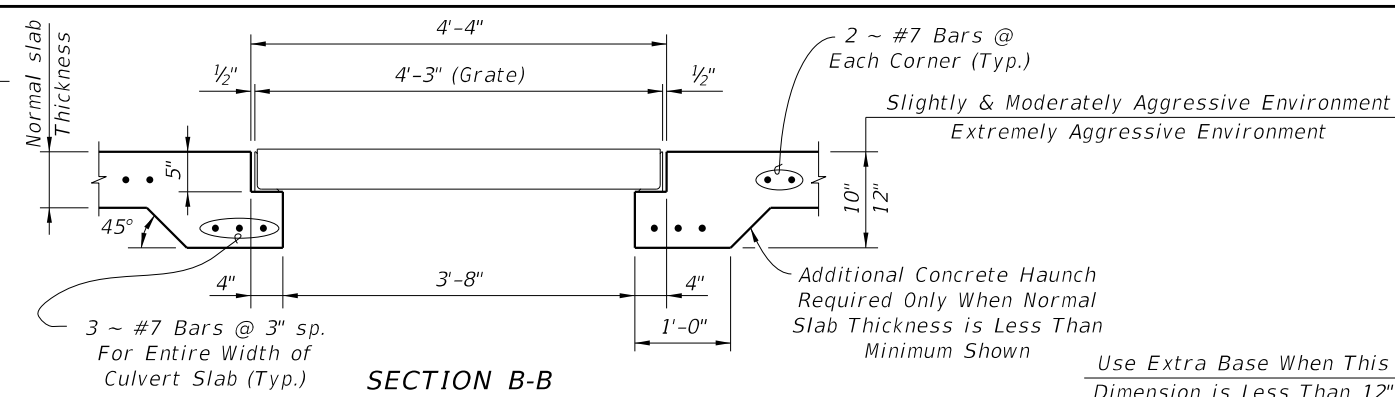 4'-4"
½"
4'-3" (Grate)
½"
Normal slab
Thickness
2 ~ #7 Bars @
Each Corner (Typ.)
Slightly & Moderately Aggressive Environment
Extremely Aggressive Environment
5"
10"
12"
45°
4"
3'-8"
4"
1'-0"
3 ~ #7 Bars @ 3" sp.
For Entire Width of
Culvert Slab (Typ.)
Additional Concrete Haunch
Required Only When Normal
Slab Thickness is Less Than
Minimum Shown
SECTION B-B
Use Extra Base When This
Dimension is Less Than 12"